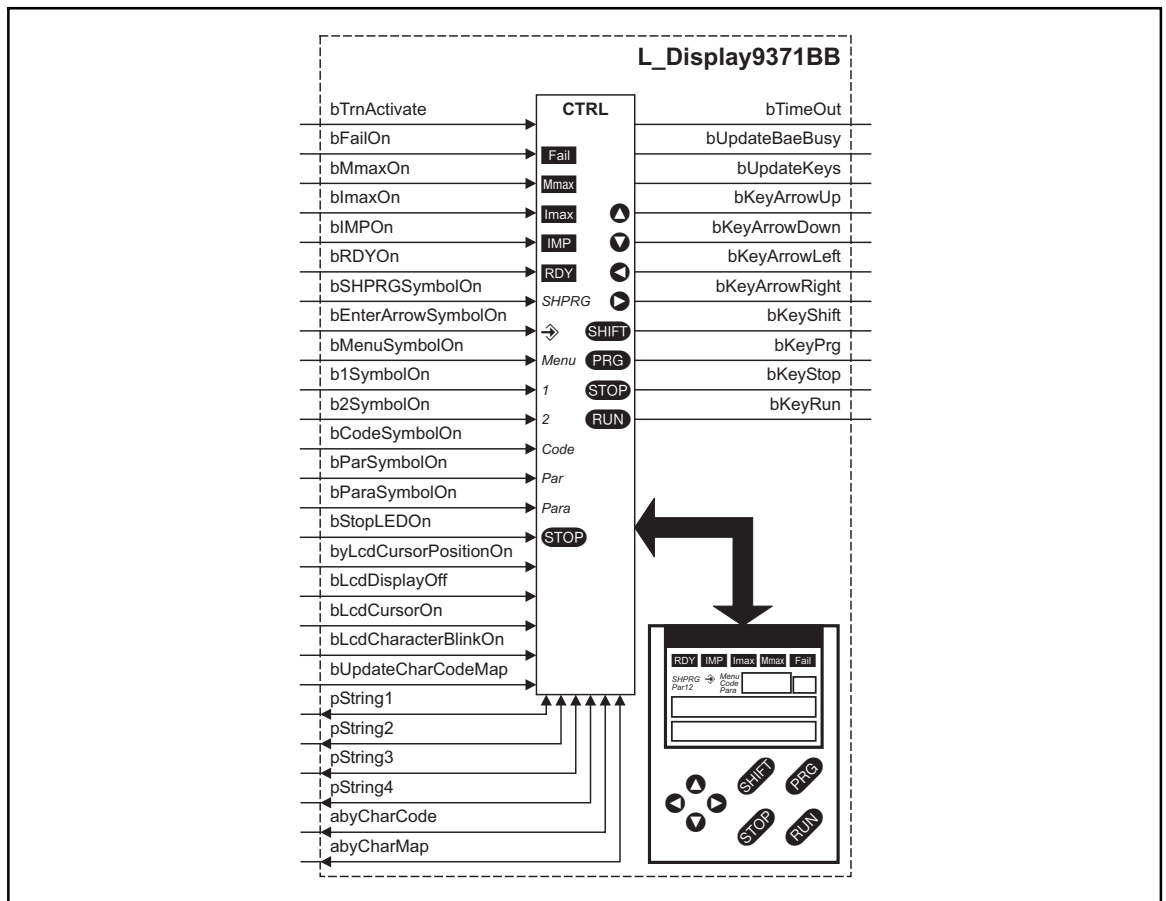 L_Display9371BB
bTrnActivate CTRL bTimeOut
bFailOn bUpdateBaeBusy
Fail
bMmaxOn bUpdateKeys
Mmax
bImaxOn bKeyArrowUp
Imax
bIMPOn bKeyArrowDown
IMP
bRDYOn bKeyArrowLeft
RDY
bSHPRGSymbolOn bKeyArrowRight
SHPRG
bEnterArrowSymbolOn bKeyShift
SHIFT
bMenuSymbolOn bKeyPrg
Menu PRG
b1SymbolOn bKeyStop
1 STOP
b2SymbolOn bKeyRun
2 RUN
bCodeSymbolOn
Code
bParSymbolOn
Par
bParaSymbolOn
Para
bStopLEDOn
STOP
byLcdCursorPositionOn
bLcdDisplayOff
bLcdCursorOn
bLcdCharacterBlinkOn
bUpdateCharCodeMap
pString1
pString2
pString3
pString4
abyCharCode
abyCharMap
RDY IMP Imax Mmax Fail
SHPRG Menu
Par12 Code
Para
SHIFT PRG
STOP RUN